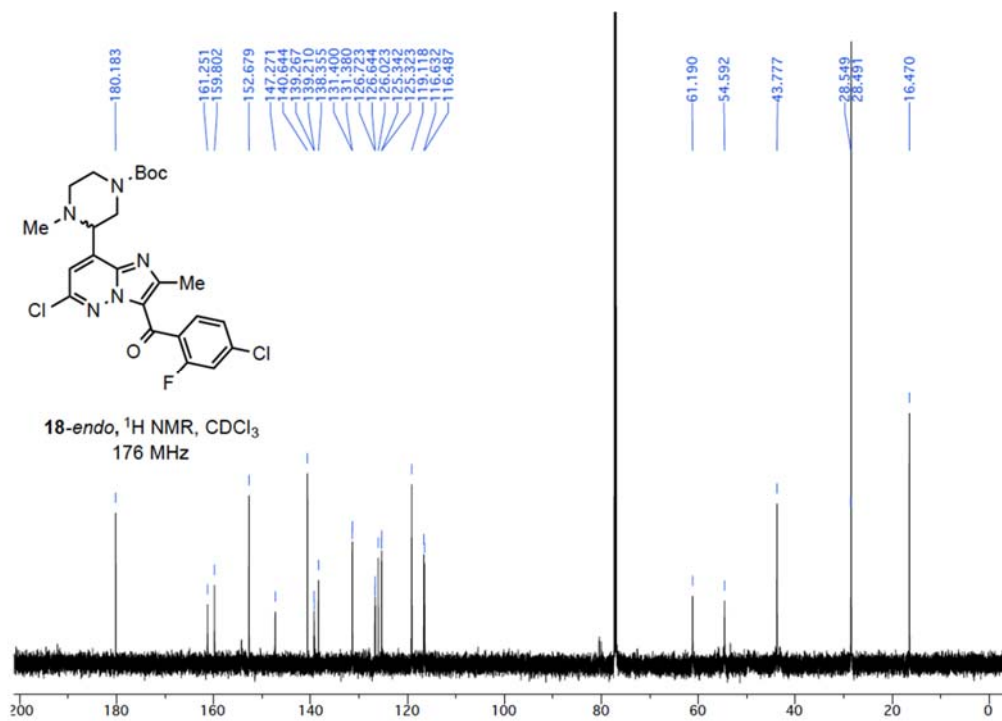 180.183
161.251
159.802
152.679
147.271
140.644
139.267
139.210
138.355
131.400
131.380
126.723
126.644
126.023
125.342
125.323
119.118
116.632
116.487
61.190
54.592
43.777
28.549
28.491
16.470
Boc
N
N
Me
N
Me
N
Cl
N
O
Cl
F
18-endo, ¹H NMR, CDCl₃
176 MHz
200 190 180 160 140 120 100 80 60 40 20 0